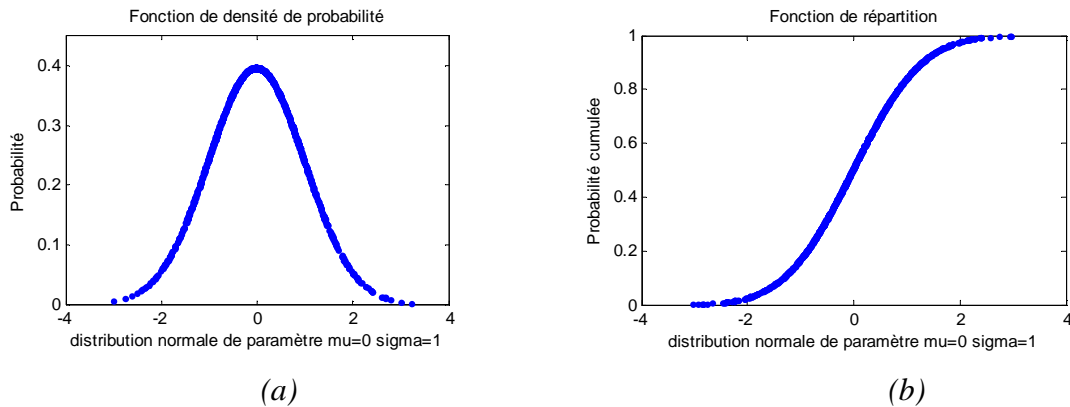 Fonction de densité de probabilité
0.4
0.3
0.2
0.1
0
Probabilité
-4
-2
0
2
4
distribution normale de paramètre mu=0 sigma=1
(a)
Fonction de répartition
1
0.8
0.6
0.4
0.2
0
Probabilité cumulée
-4
-2
0
2
4
distribution normale de paramètre mu=0 sigma=1
(b)